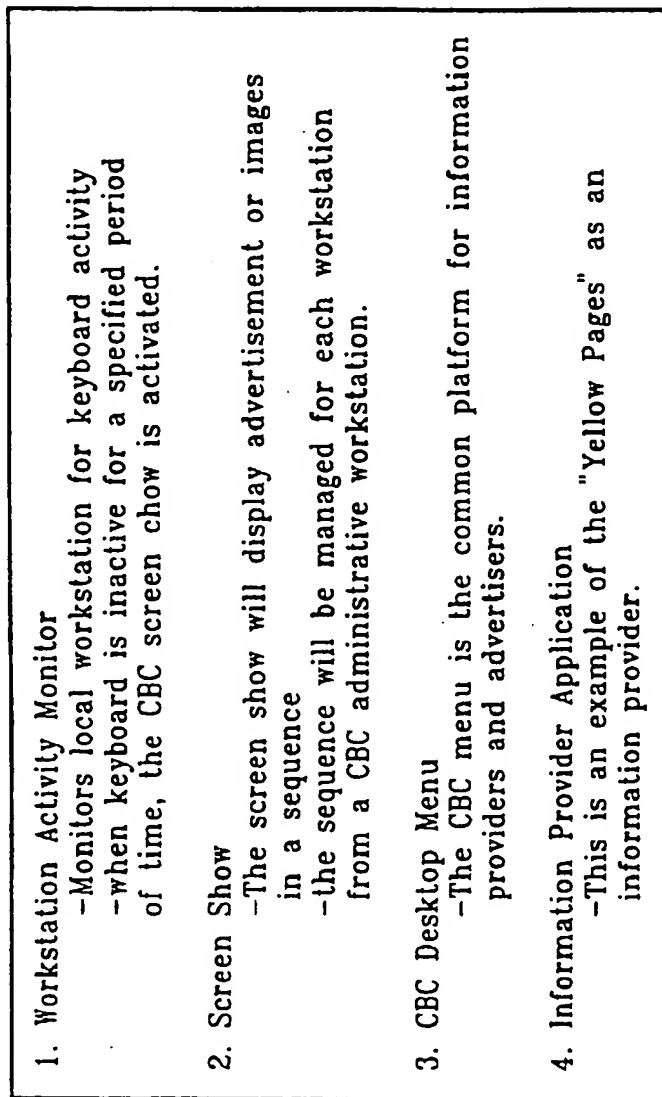 1. Workstation Activity Monitor
-Monitors local workstation for keyboard activity
-when keyboard is inactive for a specified period
of time, the CBC screen chow is activated.
2. Screen Show
-The screen show will display advertisement or images
in a sequence
-the sequence will be managed for each workstation
from a CBC administrative workstation.
3. CBC Desktop Menu
-The CBC menu is the common platform for information
providers and advertisers.
4. Information Provider Application
-This is an example of the "Yellow Pages" as an
information provider.